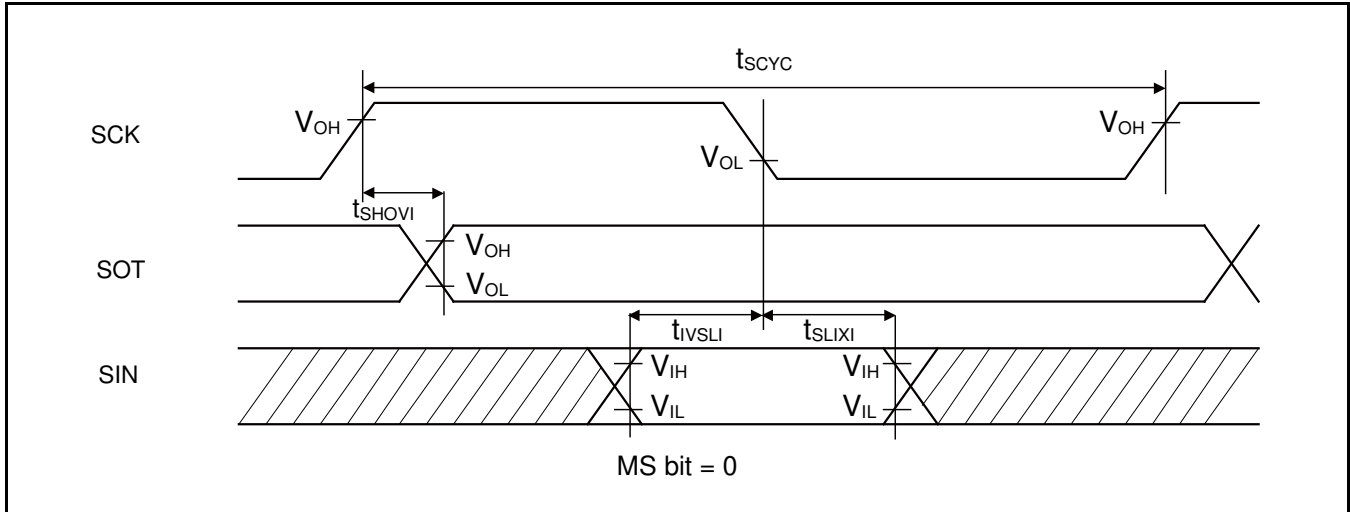 tSCYC
SCK
VOH
VOL
VOH
tSHOVI
SOT
VOH
VOL
tIVSLI
tSLIXI
SIN
VIH
VIL
VIH
VIL
MS bit = 0